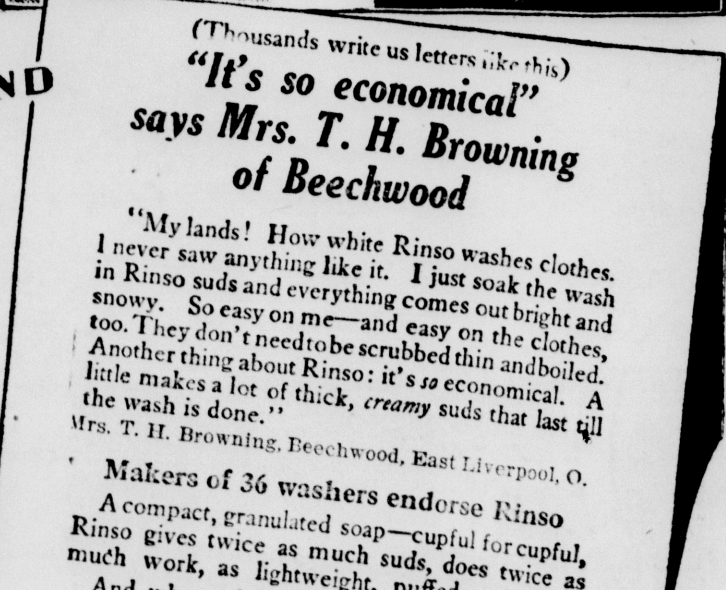 ND
(Thousands write us letters like this)
"It's so economical"
says Mrs. T. H. Browning
of Beechwood
"My lands! How white Rinso washes clothes.
I never saw anything like it. I just soak the wash
in Rinso suds and everything comes out bright and
snowy. So easy on me—and easy on the clothes,
too. They don't need to be scrubbed thin and boiled.
Another thing about Rinso: it's so economical. A
little makes a lot of thick, creamy suds that last till
the wash is done."
Mrs. T. H. Browning, Beechwood, East Liverpool, O.
Makers of 36 washers endorse Rinso
A compact, granulated soap—cupful for cupful,
Rinso gives twice as much suds, does twice as
much work, as lightweight, puffed
And